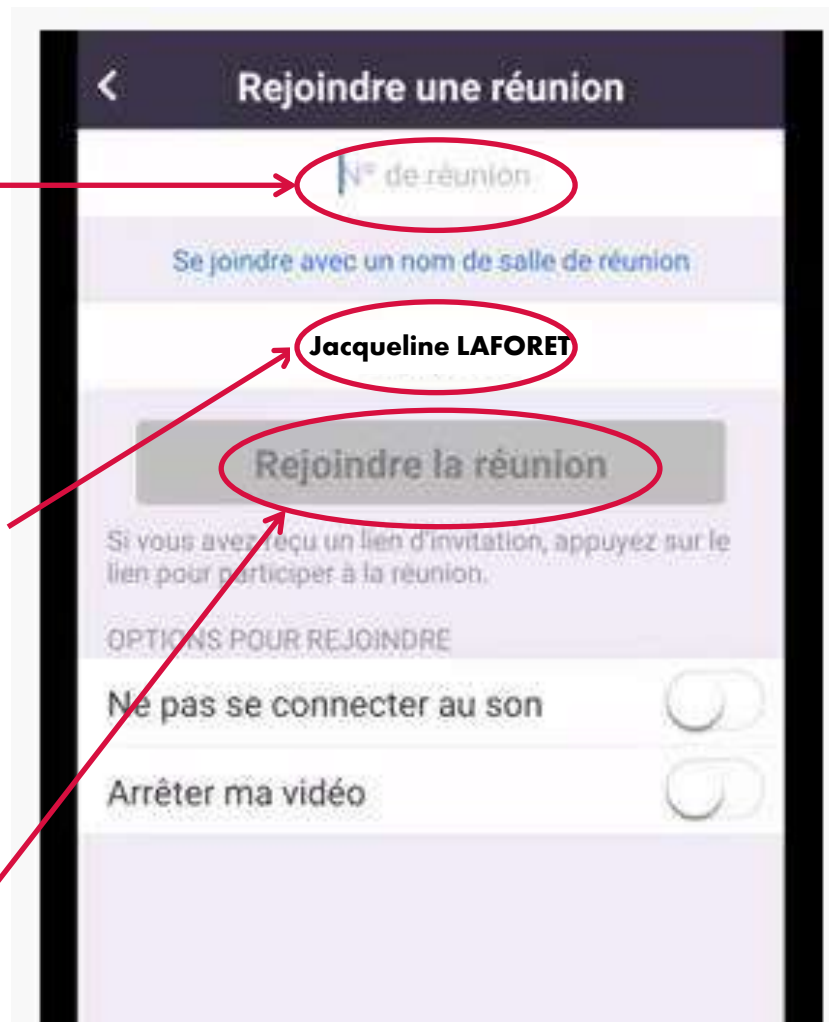 Rejoindre une réunion
N° de réunion
Se joindre avec un nom de salle de réunion
Jacqueline LAFORET
Rejoindre la réunion
Si vous avez reçu un lien d'invitation, appuyez sur le
lien pour participer à la réunion.
OPTIONS POUR REJOINDRE
Ne pas se connecter au son
Arrêter ma vidéo